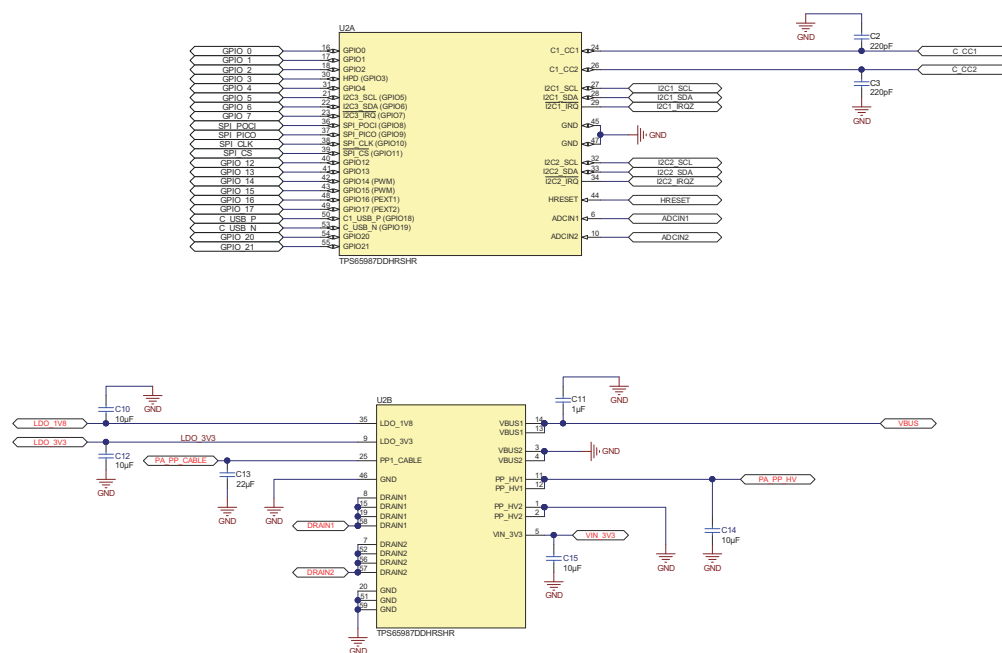 U2A
GPIO_0 16 GPIO0
GPIO_1 17 GPIO1
GPIO_2 18 GPIO2
GPIO_3 30 HPD (GPIO3)
GPIO_4 31 GPIO4
GPIO_5 21 I2C3_SCL (GPIO5)
GPIO_6 22 I2C3_SDA (GPIO6)
GPIO_7 23 I2C3_IRQ (GPIO7)
SPI_POCI 36 SPI_POCI (GPIO8)
SPI_PICO 37 SPI_PICO (GPIO9)
SPI_CLK 38 SPI_CLK (GPIO10)
SPI_CS 39 SPI_CS (GPIO11)
GPIO_12 40 GPIO12
GPIO_13 41 GPIO13
GPIO_14 42 GPIO14 (PWM)
GPIO_15 43 GPIO15 (PWM)
GPIO_16 48 GPIO16 (PEXT1)
GPIO_17 49 GPIO17 (PEXT2)
C_USB_P 50 C1_USB_P (GPIO18)
C_USB_N 53 C_USB_N (GPIO19)
GPIO_20 54 GPIO20
GPIO_21 55 GPIO21
C1_CC1 24 C_CC1
C1_CC2 26 C_CC2
I2C1_SCL 27 I2C1_SCL
I2C1_SDA 28 I2C1_SDA
I2C1_IRQ 29 I2C1_IRQZ
GND 45
GND
GND 47
I2C2_SCL 32 I2C2_SCL
I2C2_SDA 33 I2C2_SDA
I2C2_IRQ 34 I2C2_IRQZ
HRESET 44 HRESET
ADCIN1 6 ADCIN1
ADCIN2 10 ADCIN2
TPS65987DDHRSHR
GND
C2
220pF
C3
220pF
GND
U2B
GND
C10
10µF
LDO_1V8 35 LDO_1V8
LDO_3V3 LDO_3V3 9 LDO_3V3
C12
10µF
GND
PA_PP_CABLE 25 PP1_CABLE
C13
22µF
GND
46 GND
GND
8 DRAIN1
15 DRAIN1
19 DRAIN1
DRAIN1 58 DRAIN1
7 DRAIN2
52 DRAIN2
56 DRAIN2
DRAIN2 57 DRAIN2
20 GND
51 GND
59 GND
GND
VBUS1 14 VBUS
VBUS1 13
C11
1µF
GND
VBUS2 3
GND
VBUS2 4
PP_HV1 11 PA_PP_HV
PP_HV1 12
PP_HV2 1
PP_HV2 2
VIN_3V3 5 VIN_3V3
C15
10µF
GND
GND
C14
10µF
GND
TPS65987DDHRSHR